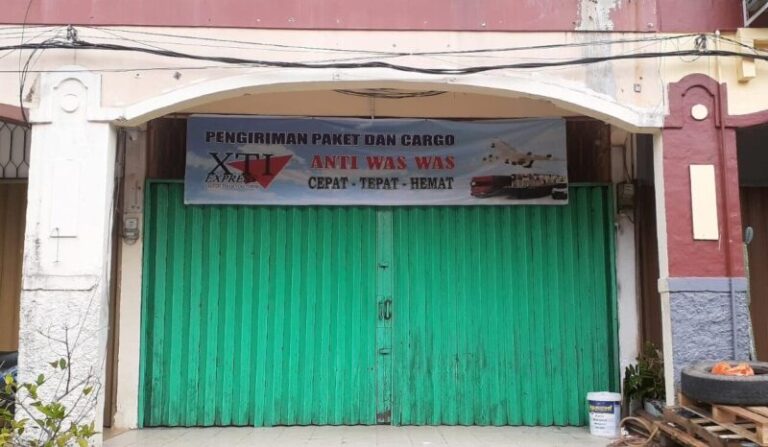 PENGIRIMAN PAKET DAN CARGO
XTI
EXPRESS
ANTI WAS WAS
CEPAT - TEPAT - HEMAT